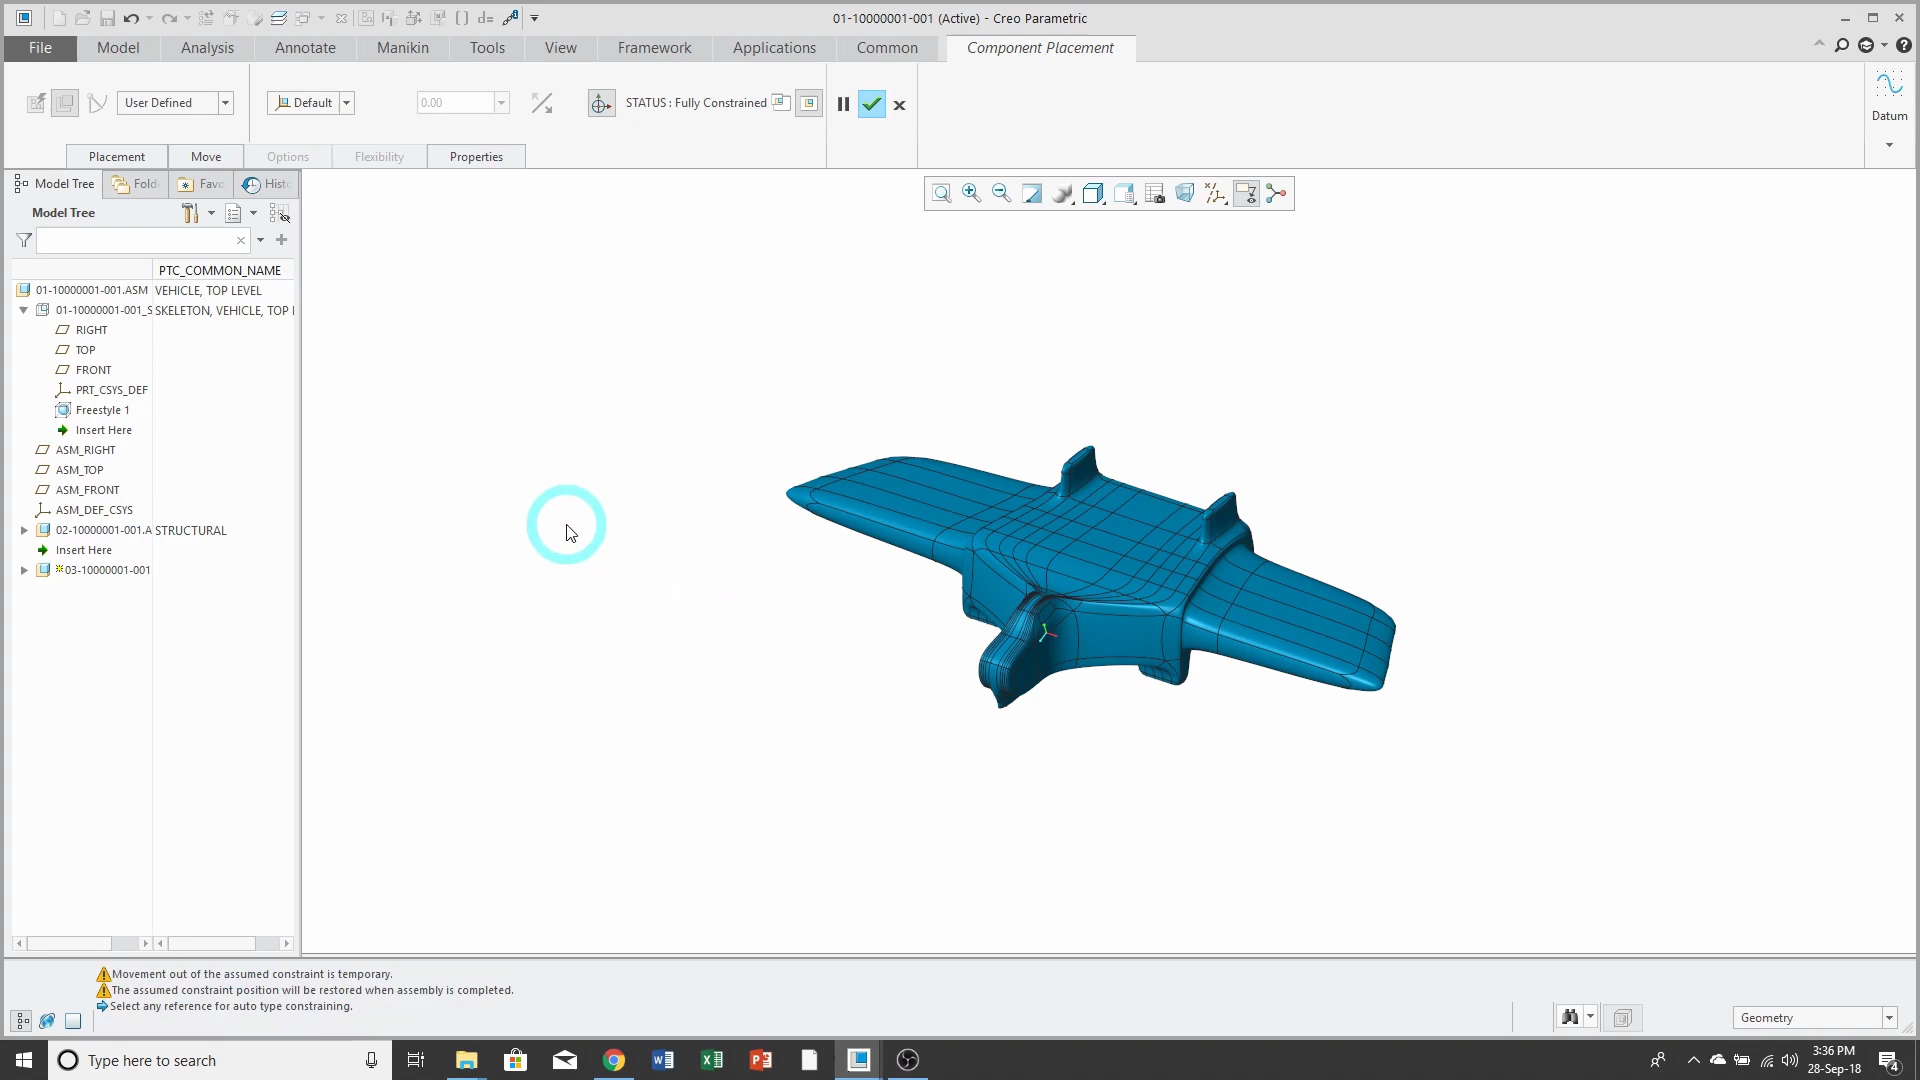 01-10000001-001 (Active) - Creo Parametric
File Model Analysis Annotate Manikin Tools View Framework Applications Common Component Placement
User Defined Default 0.00 STATUS : Fully Constrained
Datum
Placement Move Options Flexibility Properties
Model Tree Fold Favo Histo
Model Tree
PTC_COMMON_NAME
01-10000001-001.ASM VEHICLE, TOP LEVEL
01-10000001-001_S SKELETON, VEHICLE, TOP
RIGHT
TOP
FRONT
PRT_CSYS_DEF
Freestyle 1
Insert Here
ASM_RIGHT
ASM_TOP
ASM_FRONT
ASM_DEF_CSYS
02-10000001-001.A STRUCTURAL
Insert Here
03-10000001-001
Movement out of the assumed constraint is temporary.
The assumed constraint position will be restored when assembly is completed.
Select any reference for auto type constraining.
Geometry
Type here to search
3:36 PM
28-Sep-18
4